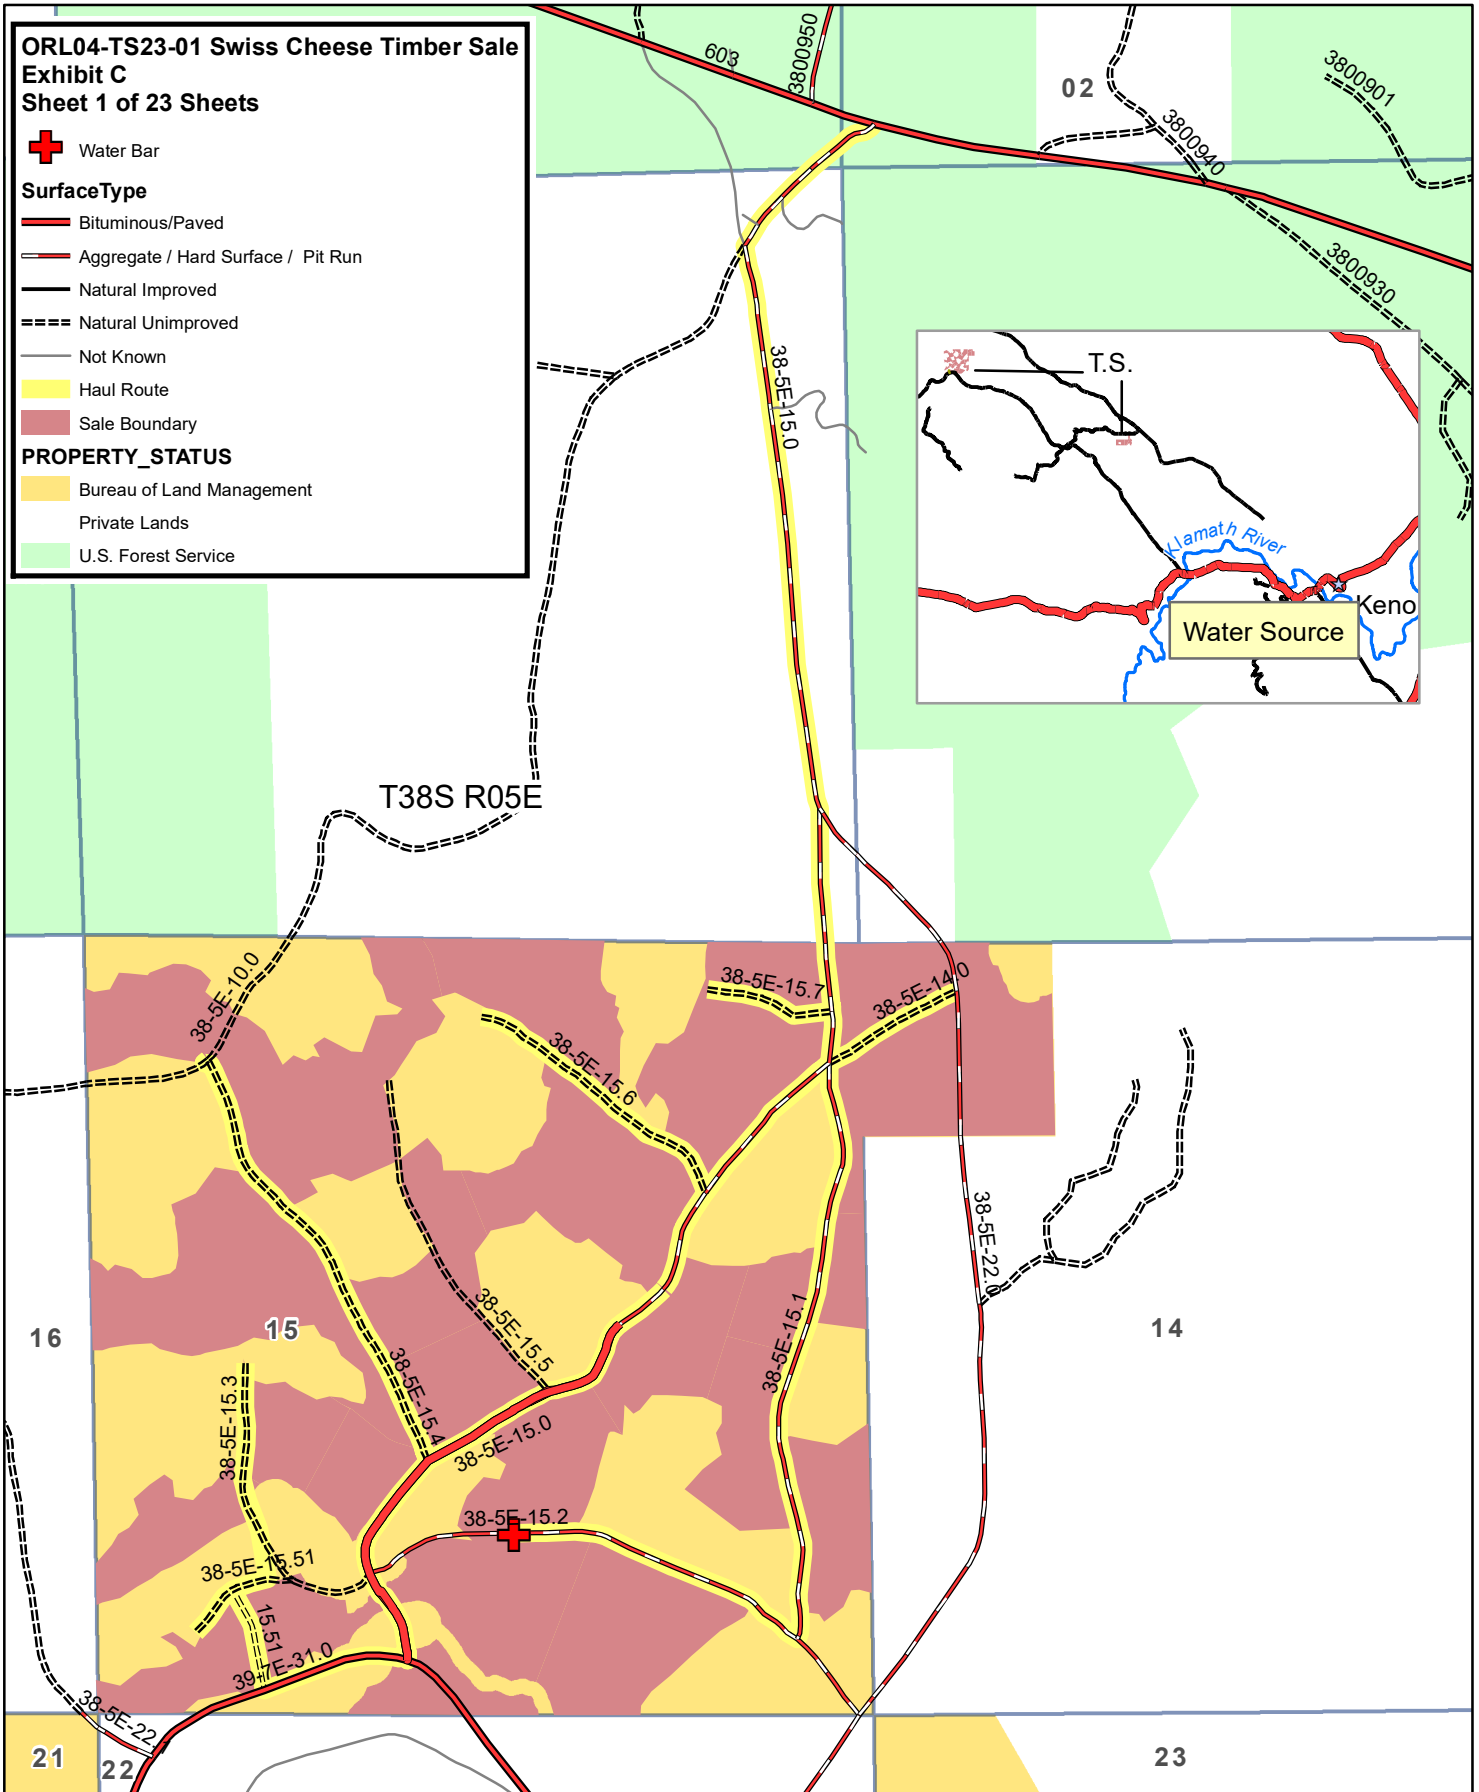 ORL04-TS23-01 Swiss Cheese Timber Sale
Exhibit C
Sheet 1 of 23 Sheets
Water Bar
SurfaceType
Bituminous/Paved
Aggregate / Hard Surface / Pit Run
Natural Improved
Natural Unimproved
Not Known
Haul Route
Sale Boundary
PROPERTY_STATUS
Bureau of Land Management
Private Lands
U.S. Forest Service
603
3800950
02
3800901
3800940
3800930
38-5E-15.0
T.S.
Klamath River
Keno
Water Source
T38S R05E
38-5E-10.0
38-5E-15.7
38-5E-14.0
38-5E-15.6
38-5E-22.0
16
15
14
38-5E-15.5
38-5E-15.1
38-5E-15.4
38-5E-15.3
38-5E-15.0
38-5E-15.2
38-5E-15.51
15.51
39-7E-31.0
38-5E-22.
21
22
23